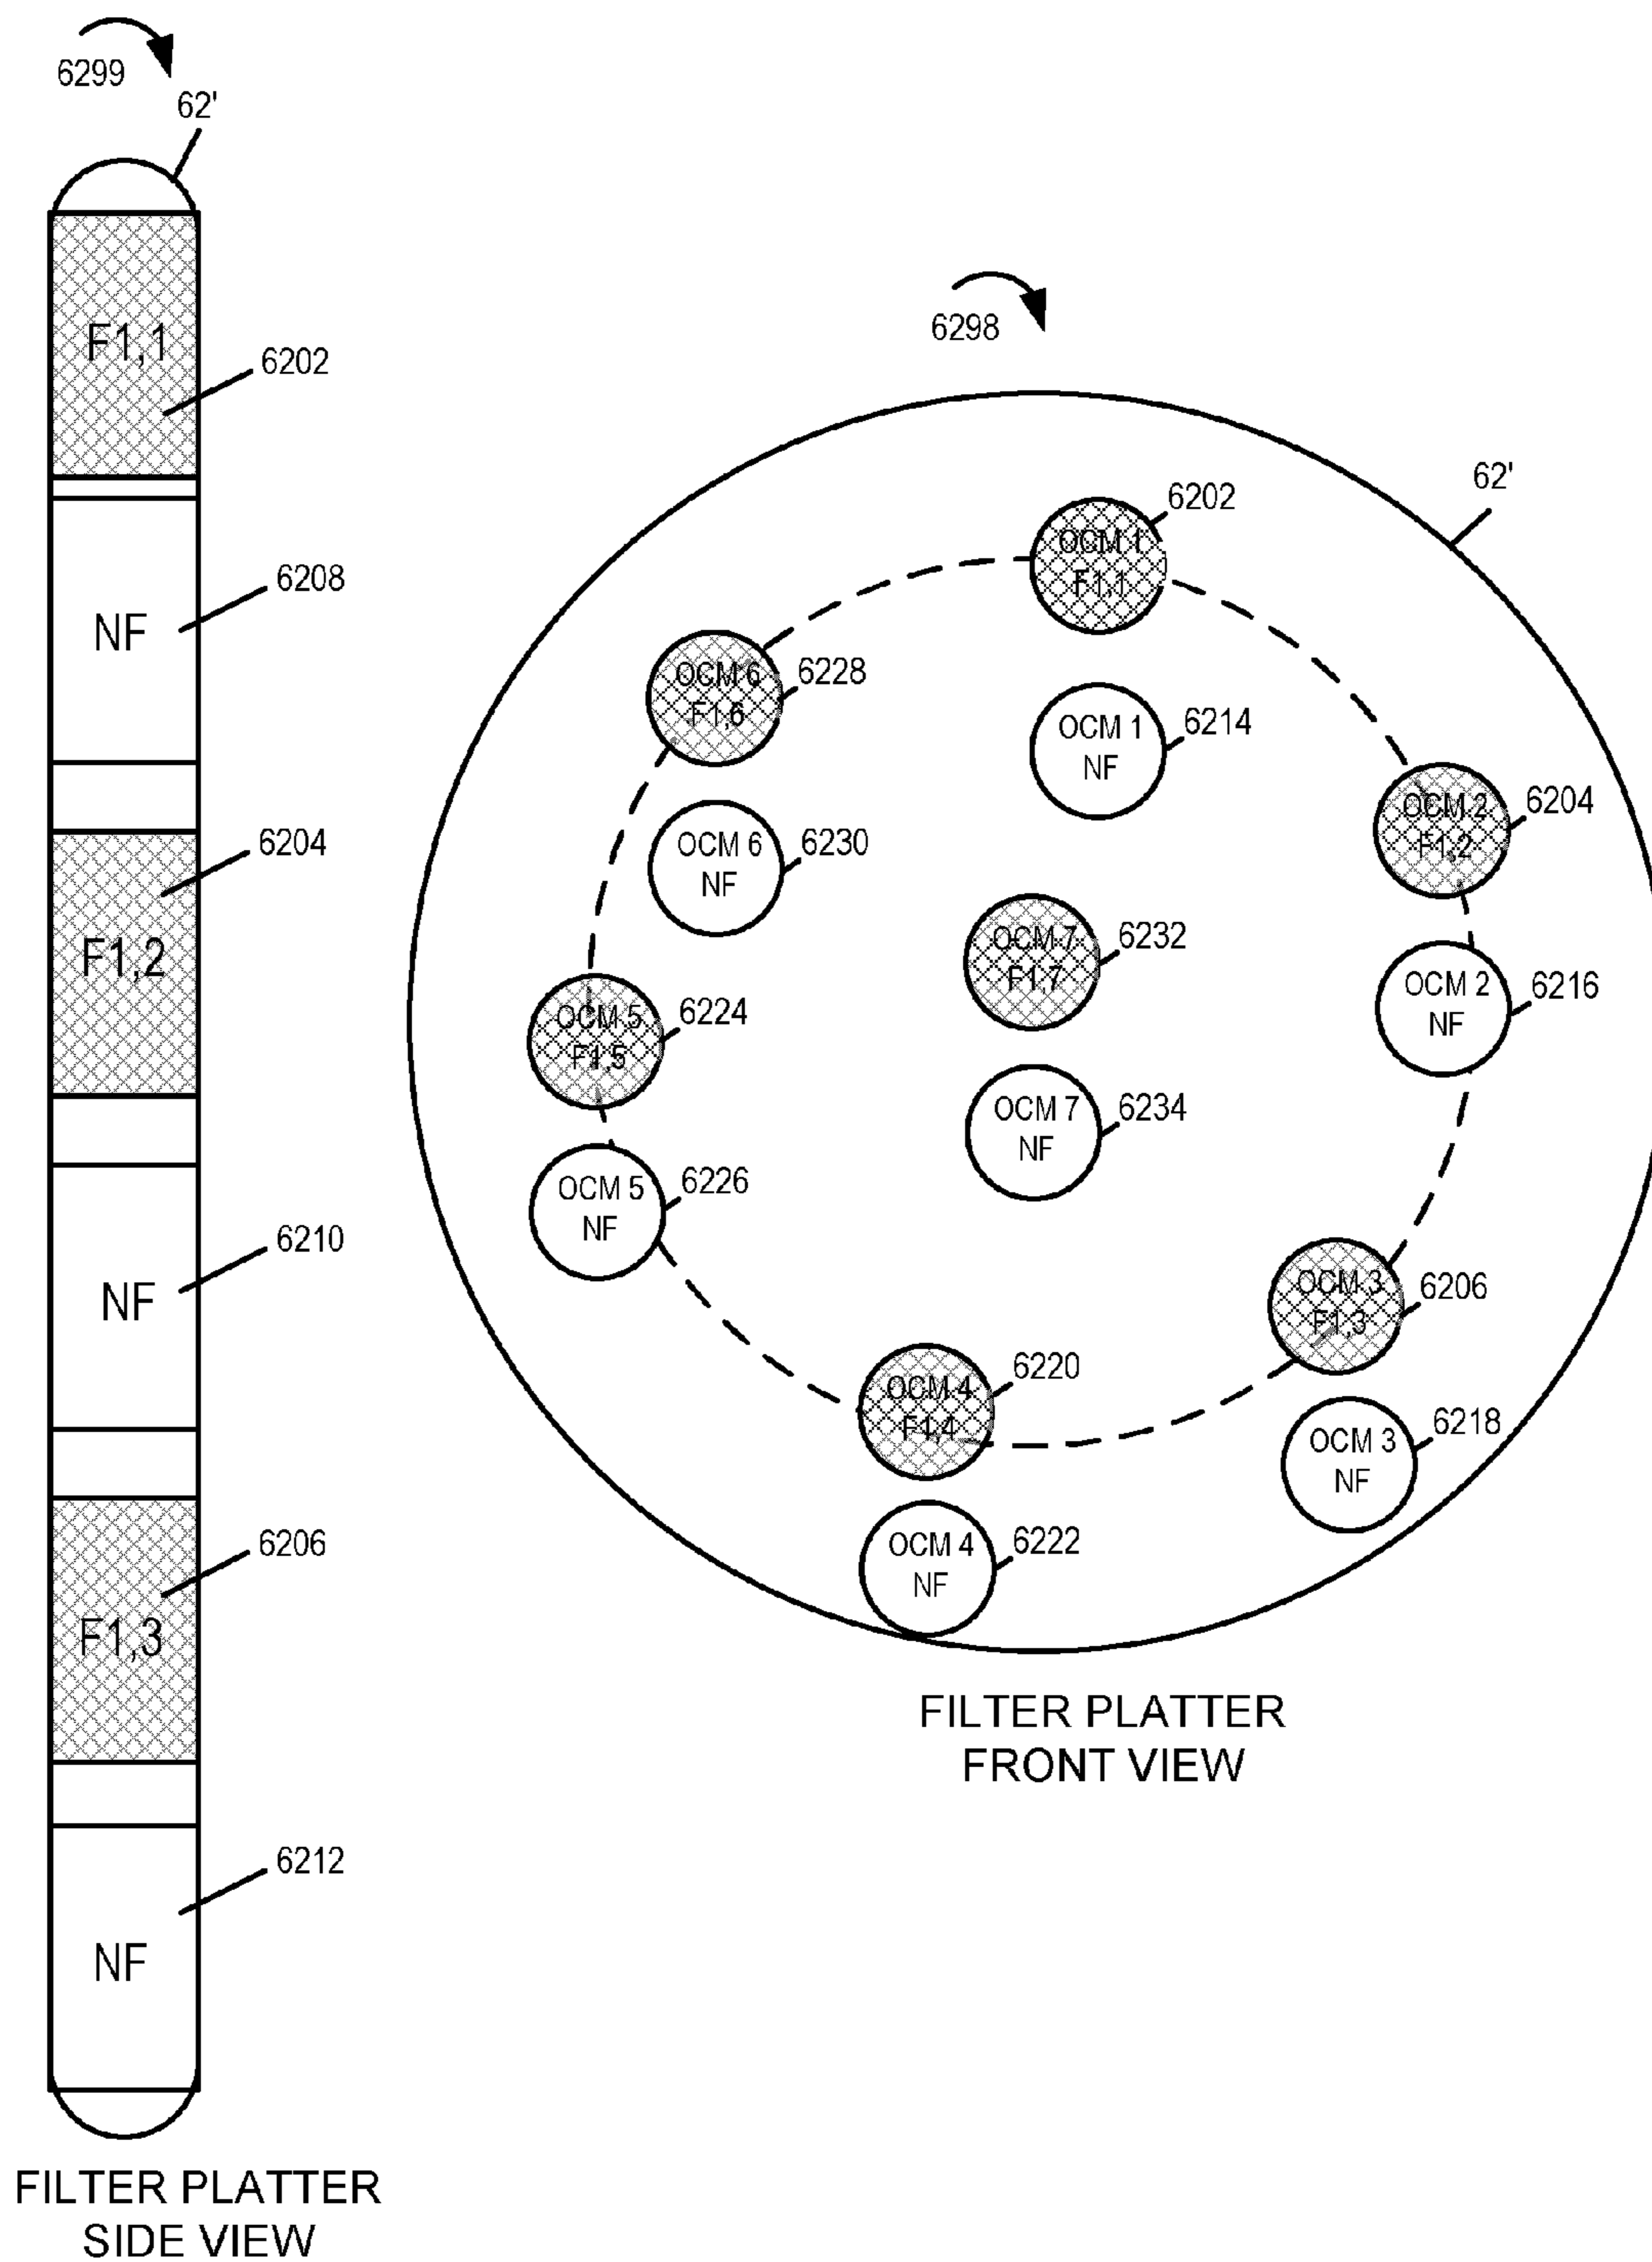 6299
62'
F1,1
6202
NF
6208
6204
F1,2
6210
NF
6206
F1,3
6212
NF
FILTER PLATTER
SIDE VIEW
6298
62'
6202
OCM 1
F1,1
OCM 6
F1,6
6228
OCM 1
NF
6214
OCM 2
F1,2
6204
OCM 6
NF
6230
OCM 7
F1,7
6232
OCM 2
NF
6216
OCM 5
F1,5
6224
OCM 7
NF
6234
OCM 5
NF
6226
OCM 3
F1,3
6206
OCM 4
F1,4
6220
OCM 3
NF
6218
OCM 4
NF
6222
FILTER PLATTER
FRONT VIEW